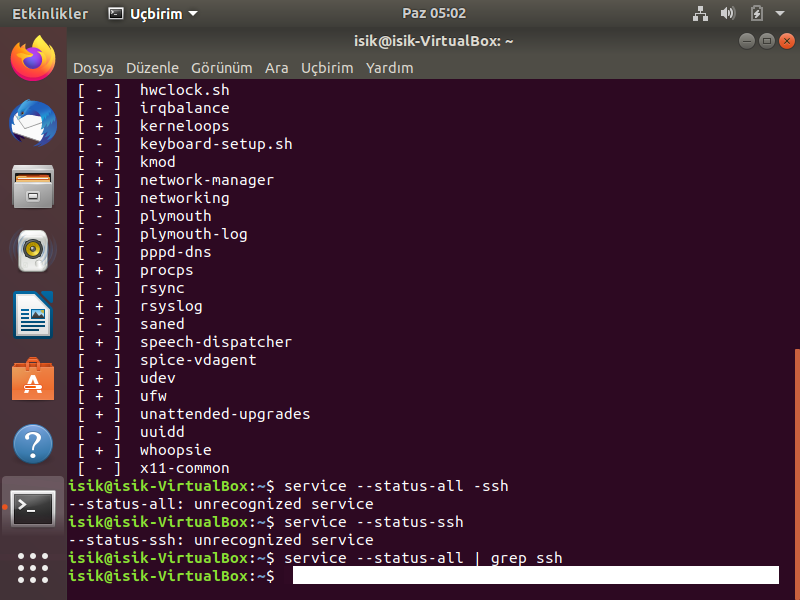 Etkinlikler Uçbirim Paz 05:02
isik@isik-VirtualBox: ~
Dosya Düzenle Görünüm Ara Uçbirim Yardım
[ - ]  hwclock.sh
[ - ]  irqbalance
[ + ]  kerneloops
[ - ]  keyboard-setup.sh
[ + ]  kmod
[ + ]  network-manager
[ + ]  networking
[ - ]  plymouth
[ - ]  plymouth-log
[ - ]  pppd-dns
[ + ]  procps
[ - ]  rsync
[ + ]  rsyslog
[ - ]  saned
[ + ]  speech-dispatcher
[ - ]  spice-vdagent
[ + ]  udev
[ + ]  ufw
[ + ]  unattended-upgrades
[ - ]  uuidd
[ + ]  whoopsie
[ - ]  x11-common
isik@isik-VirtualBox:~$ service --status-all -ssh
--status-all: unrecognized service
isik@isik-VirtualBox:~$ service --status-ssh
--status-ssh: unrecognized service
isik@isik-VirtualBox:~$ service --status-all | grep ssh
isik@isik-VirtualBox:~$